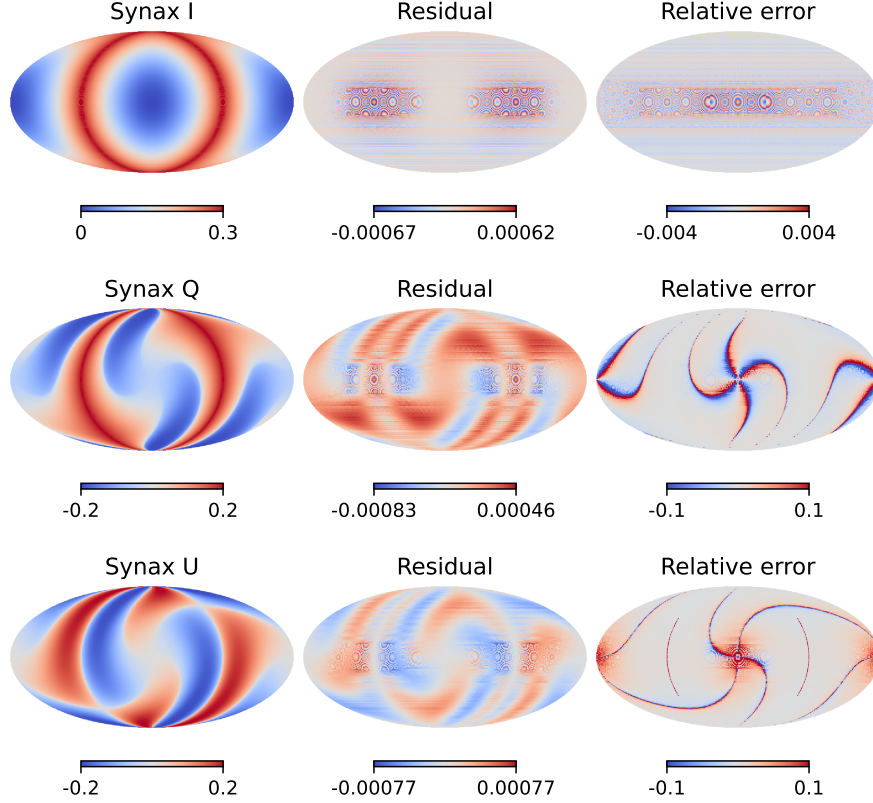 Synax I Residual Relative error
0 0.3 -0.00067 0.00062 -0.004 0.004
Synax Q Residual Relative error
-0.2 0.2 -0.00083 0.00046 -0.1 0.1
Synax U Residual Relative error
-0.2 0.2 -0.00077 0.00077 -0.1 0.1